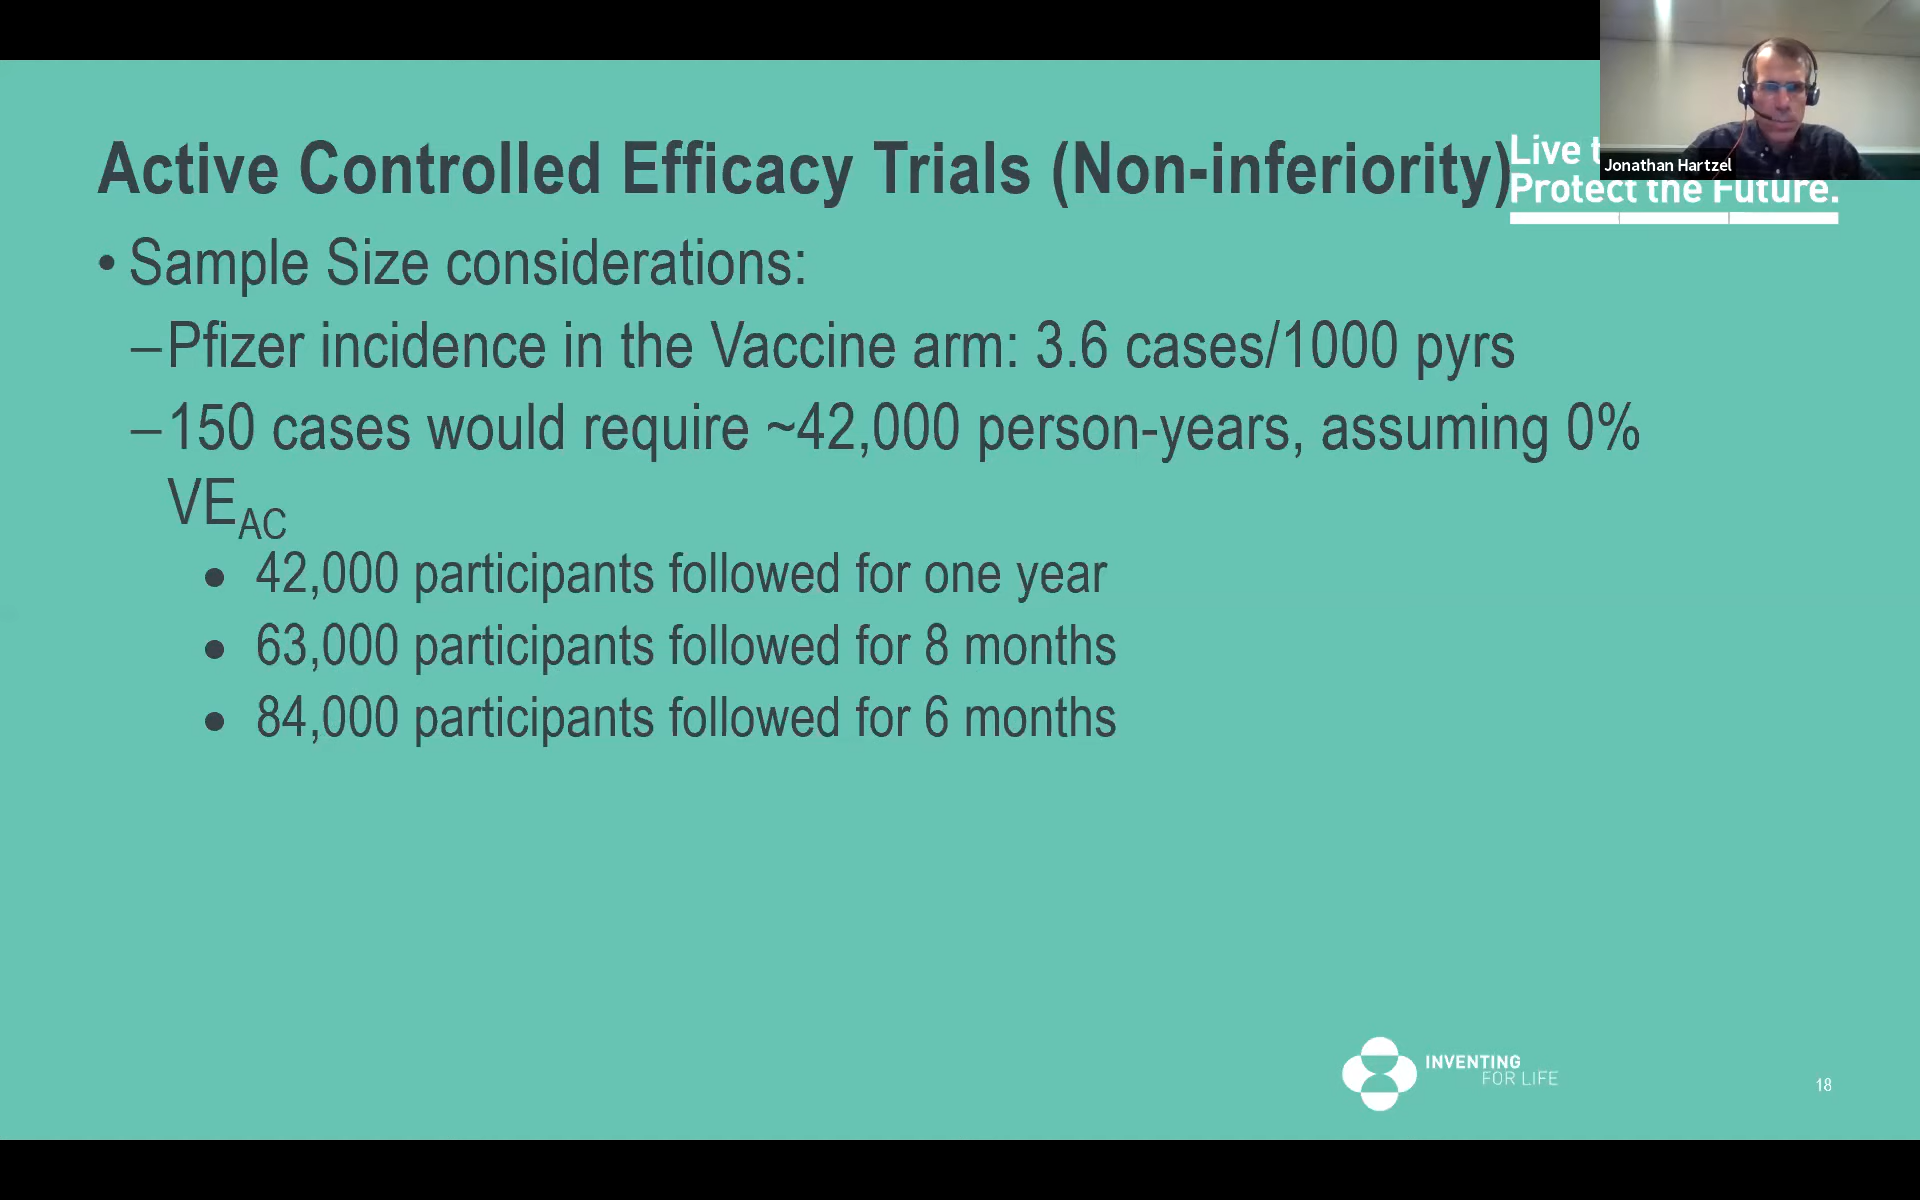 Active Controlled Efficacy Trials (Non-inferiority)
Live
Protect the Future.
Jonathan Hartzel
• Sample Size considerations:
–Pfizer incidence in the Vaccine arm: 3.6 cases/1000 pyrs
–150 cases would require ~42,000 person-years, assuming 0%
VEAC
• 42,000 participants followed for one year
• 63,000 participants followed for 8 months
• 84,000 participants followed for 6 months
INVENTING
FOR LIFE
18